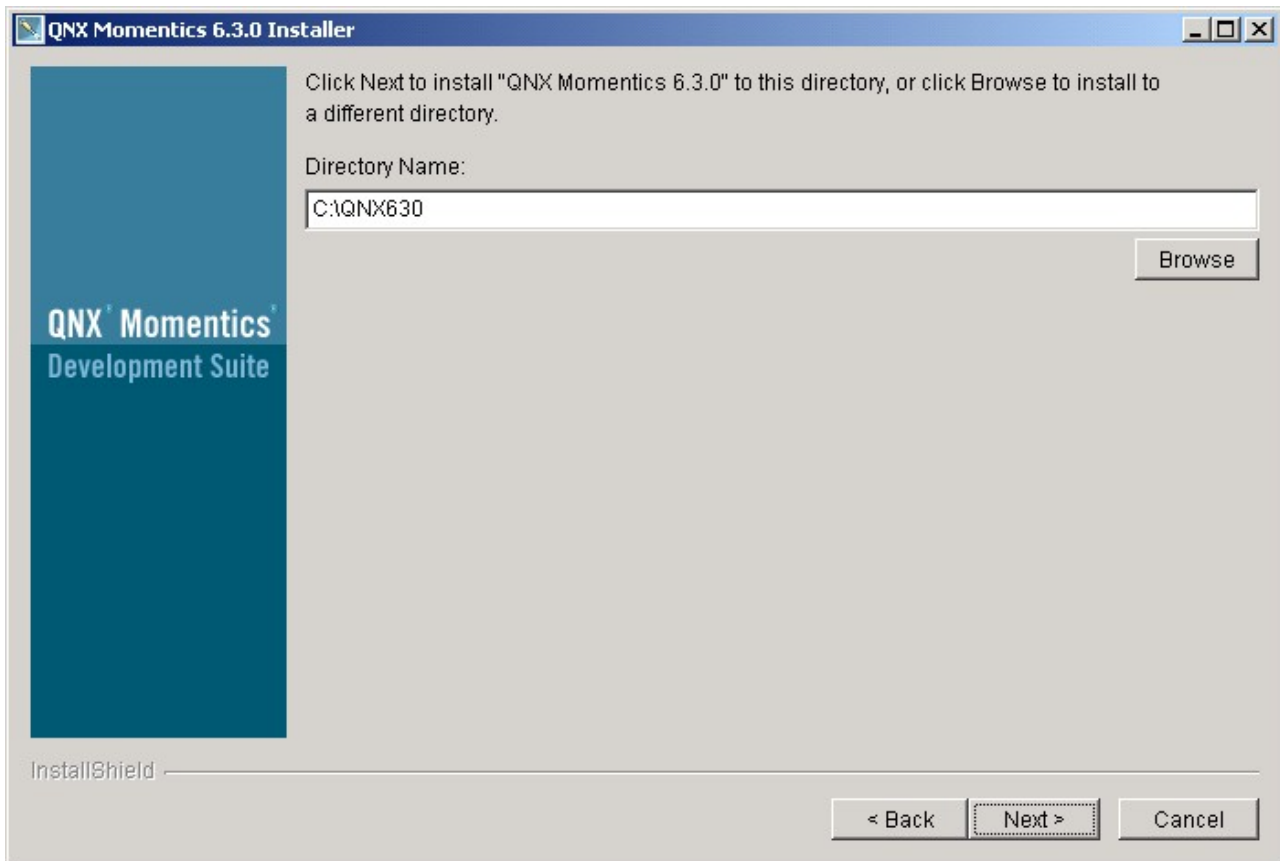 QNX Momentics 6.3.0 Installer
Click Next to install "QNX Momentics 6.3.0" to this directory, or click Browse to install to
a different directory.
Directory Name:
C:\QNX630
Browse
QNX Momentics
Development Suite
InstallShield
< Back
Next >
Cancel